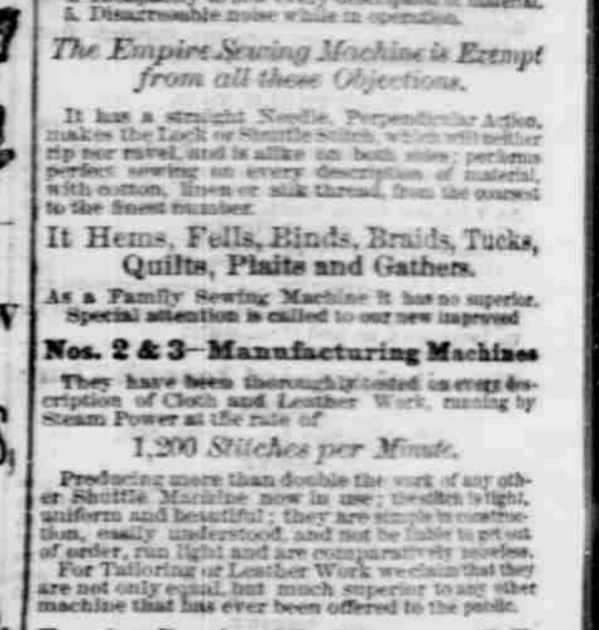 5. Disagreeable noise while in operation.
The Empire Sewing Machine is Exempt
from all these Objections.
It has a straight Needle, Perpendicular Action,
makes the Lock or Shuttle Stitch, which will neither
rip nor ravel, and is alike on both sides; performs
perfect sewing on every description of material,
with cotton, linen or silk thread, from the coarsest
to the finest number.
It Hems, Fells, Binds, Braids, Tucks,
Quilts, Plaits and Gathers.
As a Family Sewing Machine it has no superior.
Special attention is called to our new improved
Nos. 2 & 3—Manufacturing Machines
They have been thoroughly tested on every des-
cription of Cloth and Leather Work, running by
Steam Power at the rate of
1,200 Stitches per Minute.
Producing more than double the work of any oth-
er Shuttle Machine now in use; the stitch is tight,
uniform and beautiful; they are simple in construc-
tion, easily understood, and not be liable to get out
of order, run light and are comparatively noiseless.
For Tailoring or Leather Work we claim that they
are not only equal, but much superior to any other
machine that has ever been offered to the public.